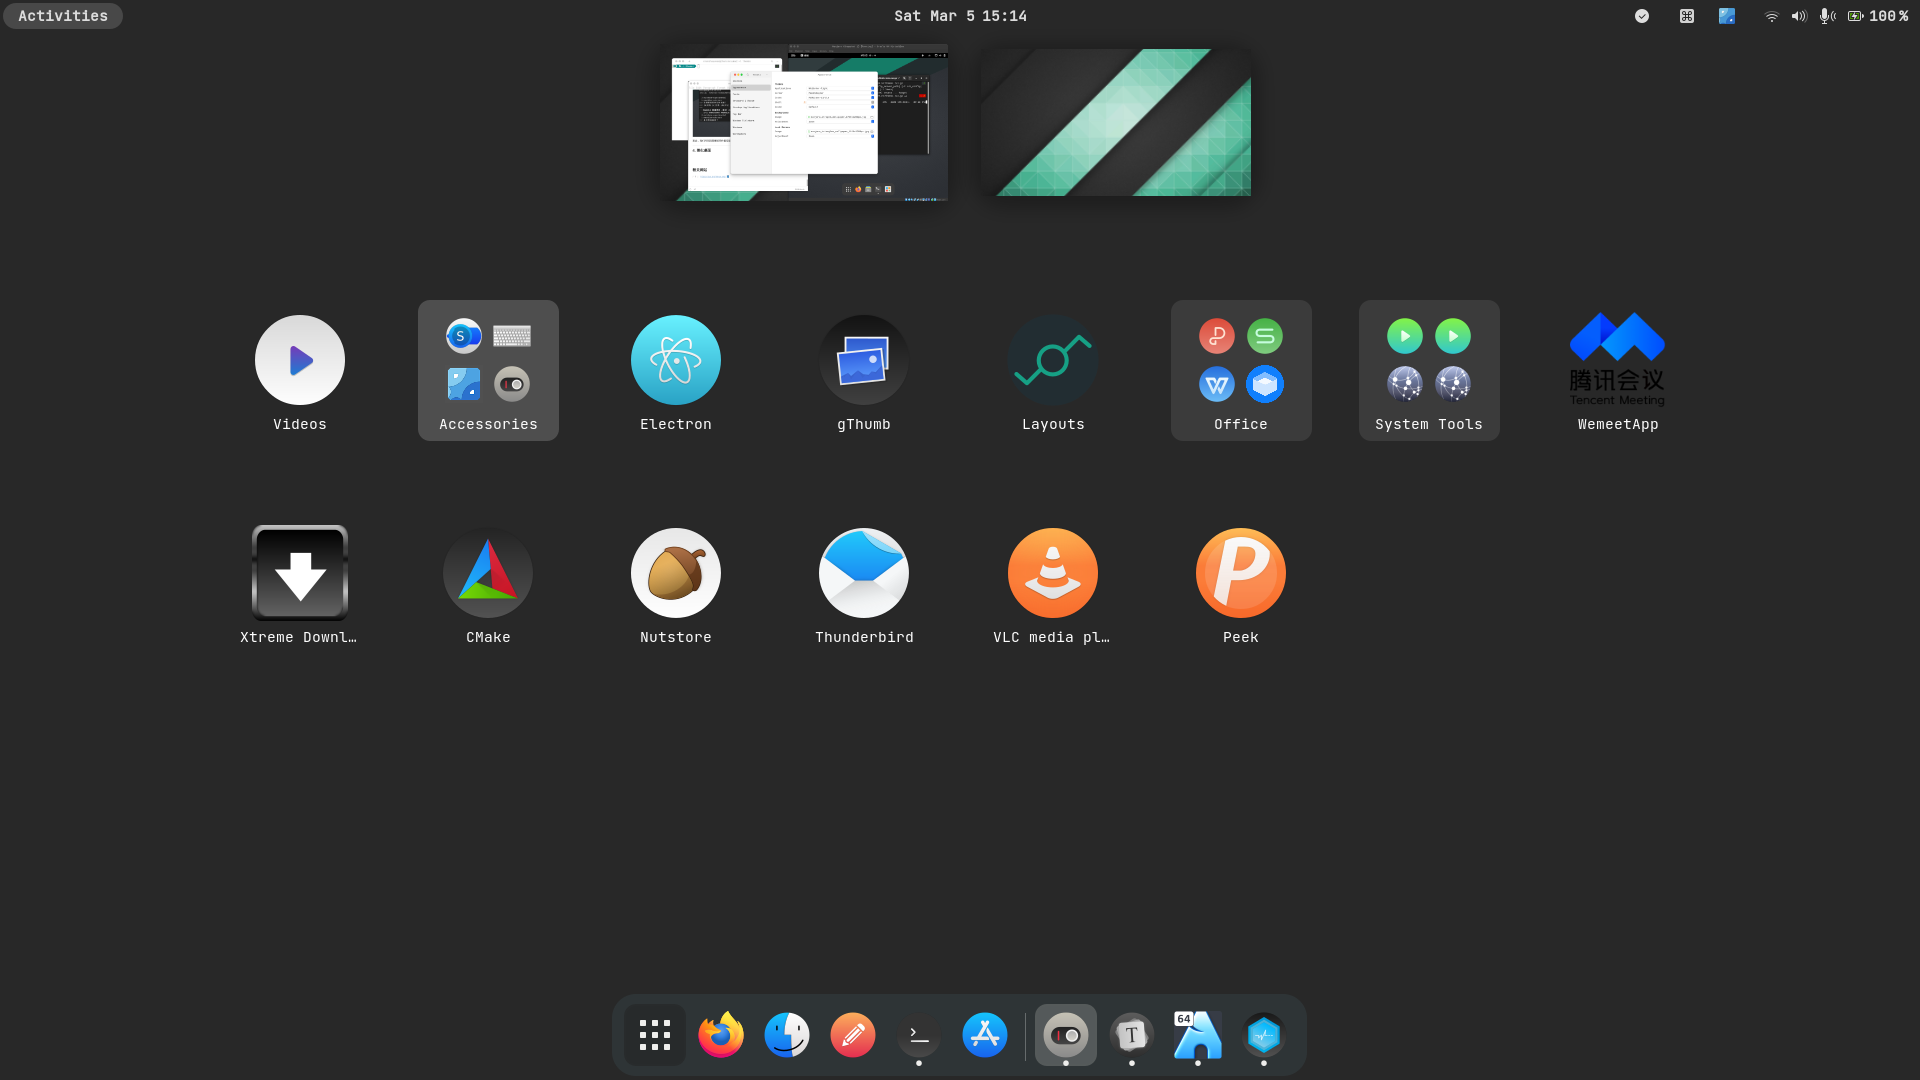 Activities
Sat Mar 5 15:14
100 %
Videos
Accessories
Electron
gThumb
Layouts
Office
System Tools
腾讯会议
Tencent Meeting
WemeetApp
Xtreme Downl…
CMake
Nutstore
Thunderbird
VLC media pl…
Peek
64